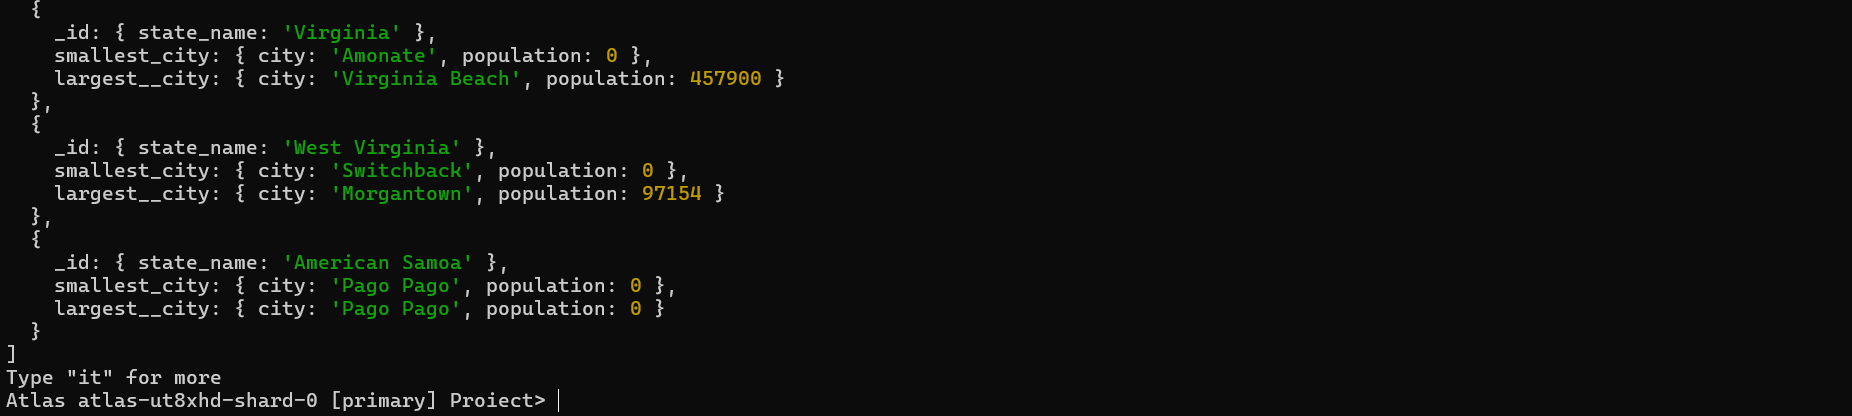 {
_id: { state_name: 'Virginia' },
smallest_city: { city: 'Amonate', population: 0 },
largest__city: { city: 'Virginia Beach', population: 457900 }
},
{
_id: { state_name: 'West Virginia' },
smallest_city: { city: 'Switchback', population: 0 },
largest__city: { city: 'Morgantown', population: 97154 }
},
{
_id: { state_name: 'American Samoa' },
smallest_city: { city: 'Pago Pago', population: 0 },
largest__city: { city: 'Pago Pago', population: 0 }
}
]
Type "it" for more
Atlas atlas-ut8xhd-shard-0 [primary] Project>